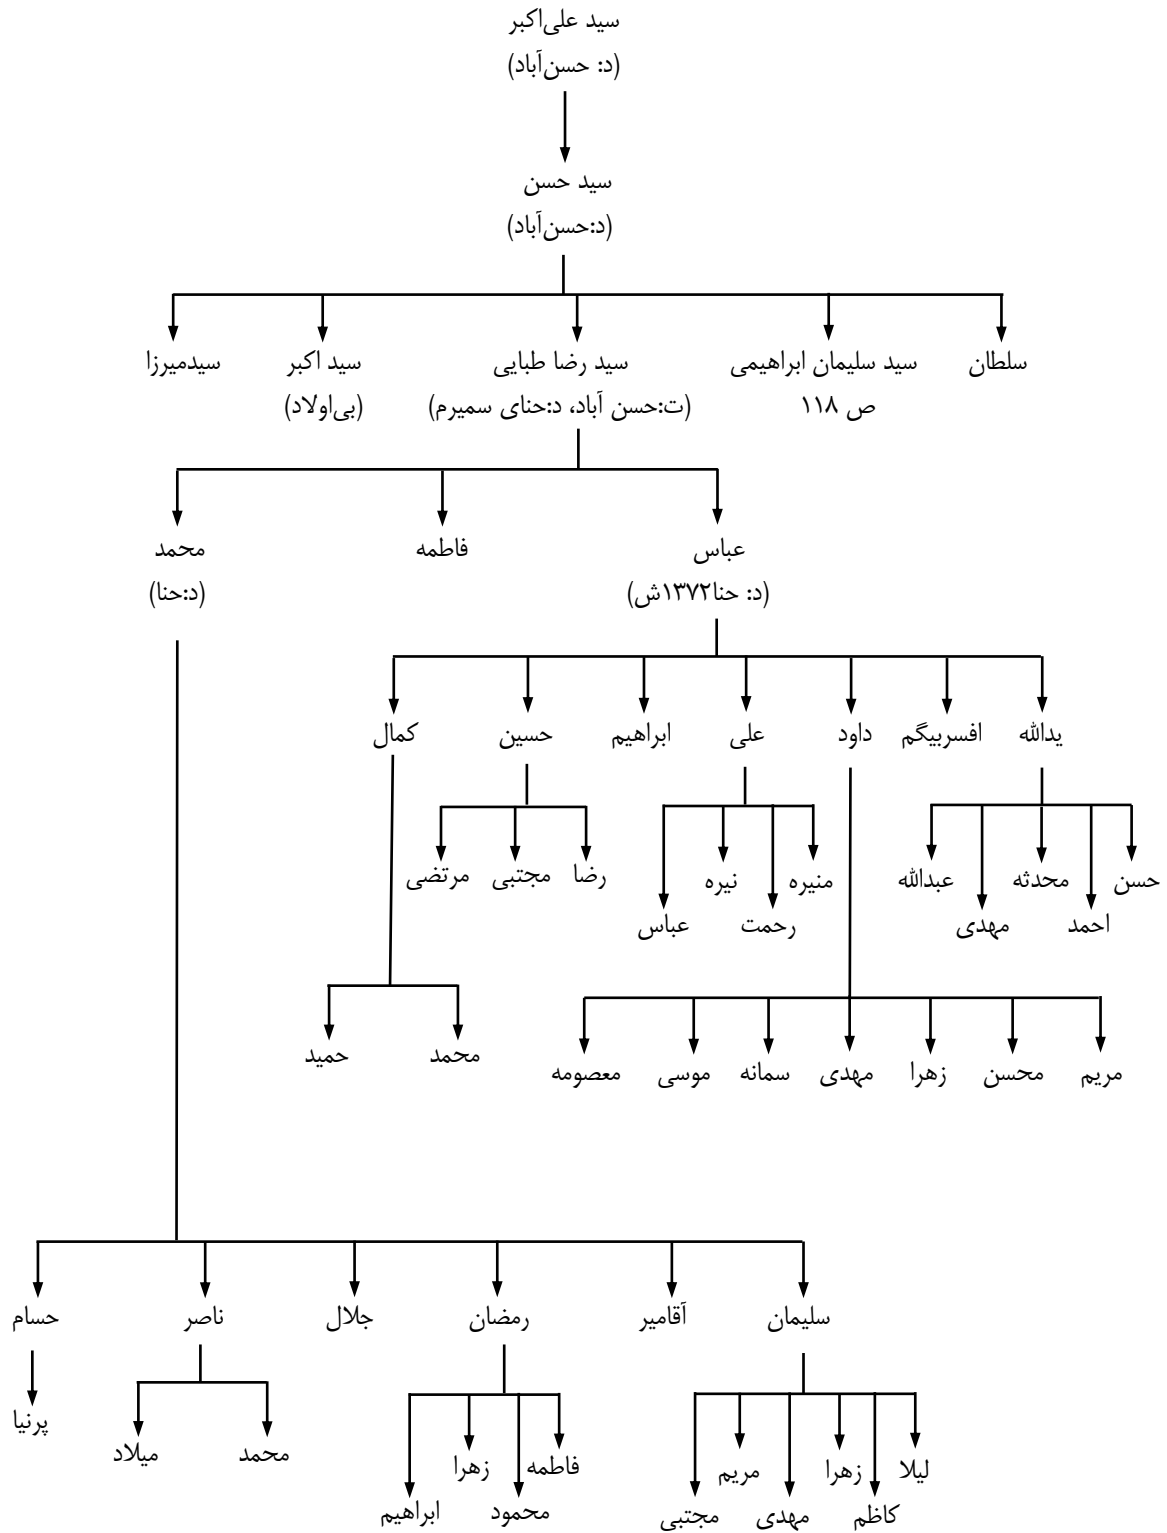 سید علی‌اکبر
(د: حسن‌آباد)
سید حسن
(د:حسن‌آباد)
سلطان سید سلیمان ابراهیمی سید رضا طبایی سید اکبر سیدمیرزا
ص ۱۱۸ (ت:حسن آباد، د:حنای سمیرم) (بی‌اولاد)
عباس فاطمه محمد
(د: حنا۱۳۷۲ش) (د:حنا)
یدالله افسربیگم داود علی ابراهیم حسین کمال
حسن محدثه عبدالله منیره نیره رضا مجتبی مرتضی
احمد مهدی رحمت عباس
محمد حمید
مریم محسن زهرا مهدی سمانه موسی معصومه
سلیمان آقامیر رمضان جلال ناصر حسام
پرنیا
محمد میلاد
لیلا زهرا مریم فاطمه زهرا
کاظم مهدی مجتبی محمود ابراهیم